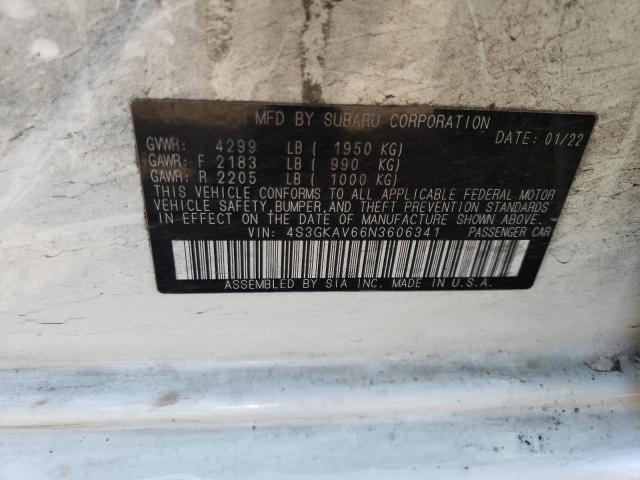 MFD BY SUBARU CORPORATION
DATE: 01/22
GVWR: 4299 LB ( 1950 KG)
GAWR: F 2183 LB ( 990 KG)
GAWR: R 2205 LB ( 1000 KG)
THIS VEHICLE CONFORMS TO ALL APPLICABLE FEDERAL MOTOR
VEHICLE SAFETY, BUMPER, AND THEFT PREVENTION STANDARDS
IN EFFECT ON THE DATE OF MANUFACTURE SHOWN ABOVE.
VIN: 4S3GKAV66N3606341 PASSENGER CAR
ASSEMBLED BY SIA INC. MADE IN U.S.A.